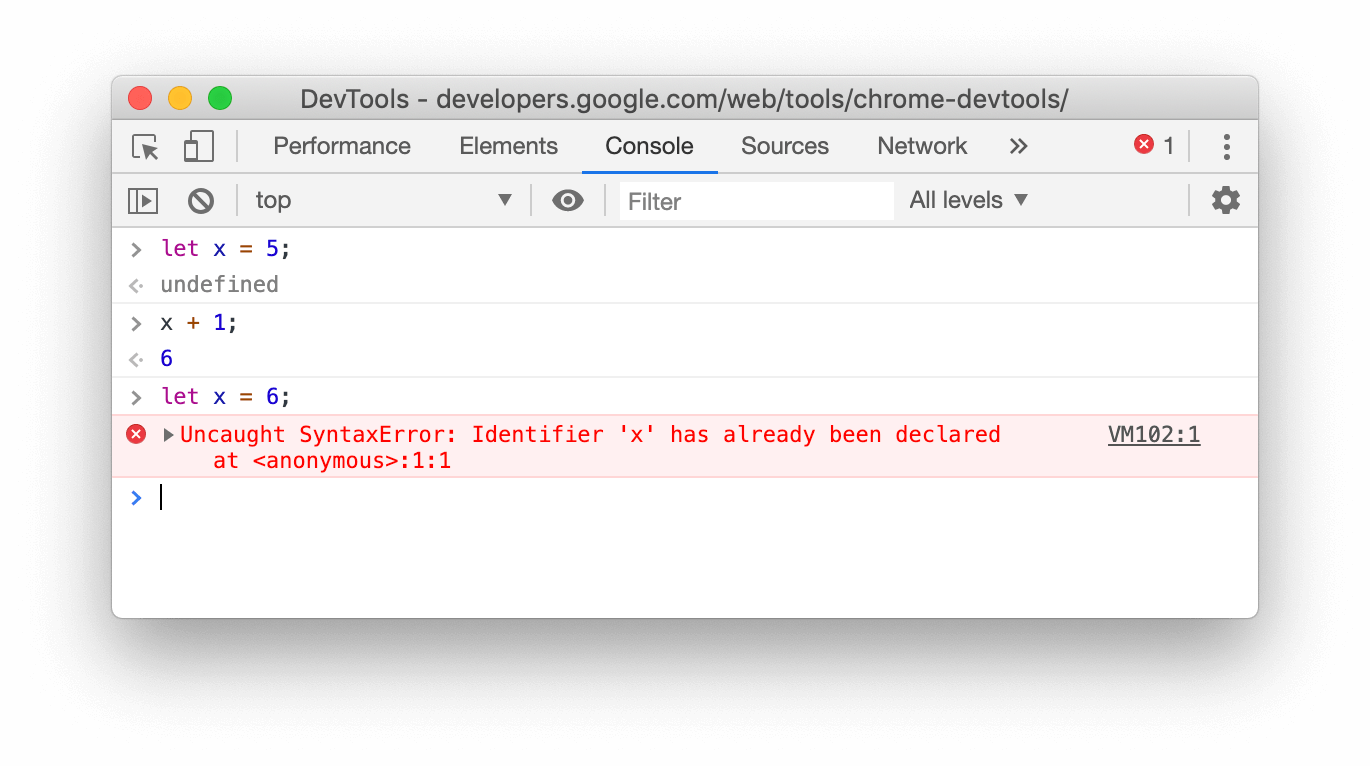 DevTools - developers.google.com/web/tools/chrome-devtools/
Performance Elements Console Sources Network » 1
top Filter All levels
> let x = 5;
undefined
> x + 1;
6
> let x = 6;
Uncaught SyntaxError: Identifier 'x' has already been declared VM102:1
at <anonymous>:1:1
>